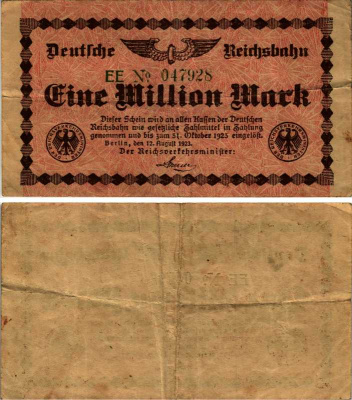 Deutsche Reichsbahn
EE No 047928
Eine Million Mark
Dieser Schein wird an allen Kassen der Deutschen
Reichsbahn wie gesetzliche Zahlmittel in Zahlung
genommen und bis zum 31. Oktober 1923 eingelöst.
Berlin, den 12. August 1923.
Der Reichsverkehrsminister: